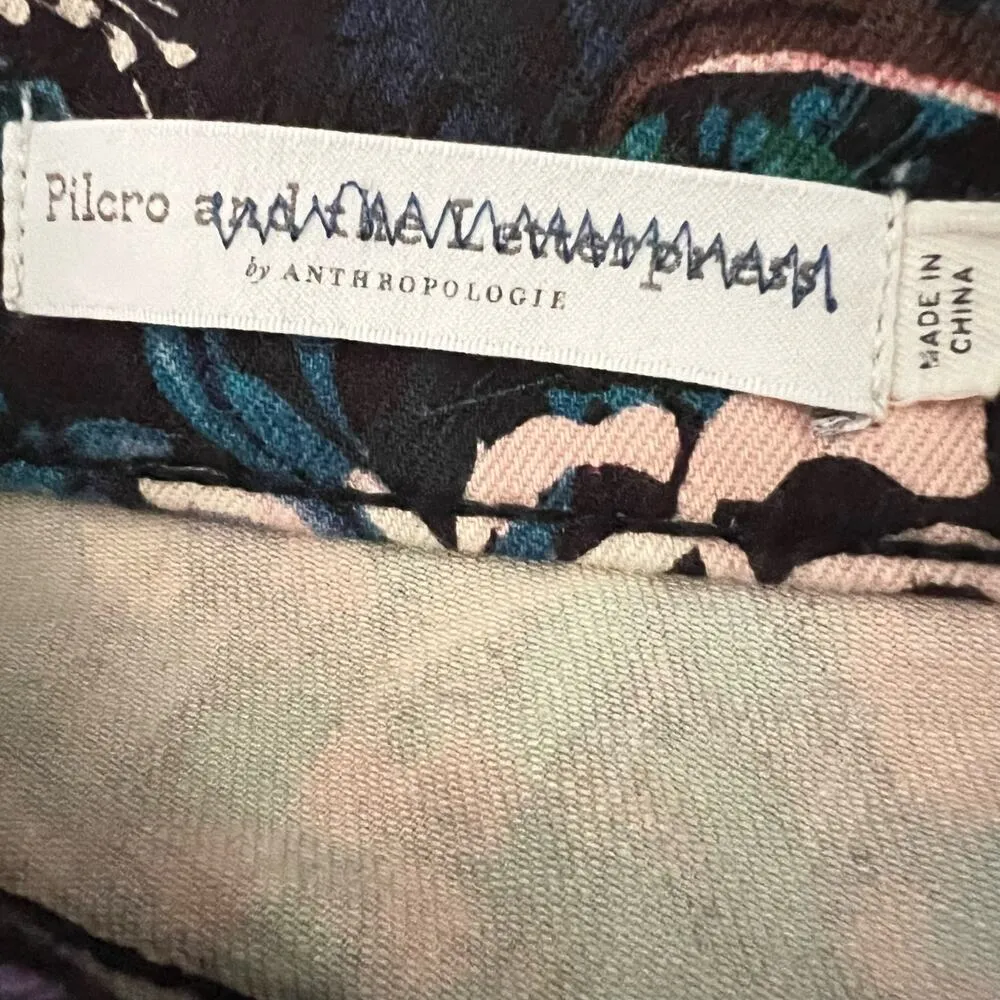 Pilcro and the Letterpress
by ANTHROPOLOGIE
MADE IN
CHINA